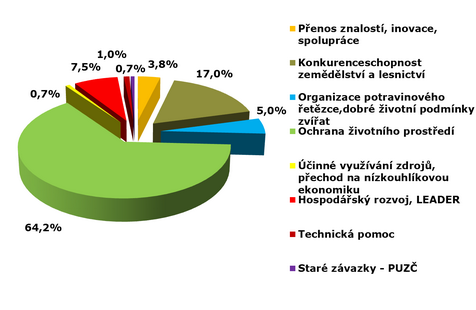 1,0%
7,5%
0,7%
3,8%
17,0%
0,7%
5,0%
64,2%
Přenos znalostí, inovace,
spolupráce
Konkurenceschopnost
zemědělství a lesnictví
Organizace potravinového
řetězce,dobré životní podmínky
zvířat
Ochrana životního prostředí
Účinné využívání zdrojů,
přechod na nízkouhlíkovou
ekonomiku
Hospodářský rozvoj, LEADER
Technická pomoc
Staré závazky - PUZČ